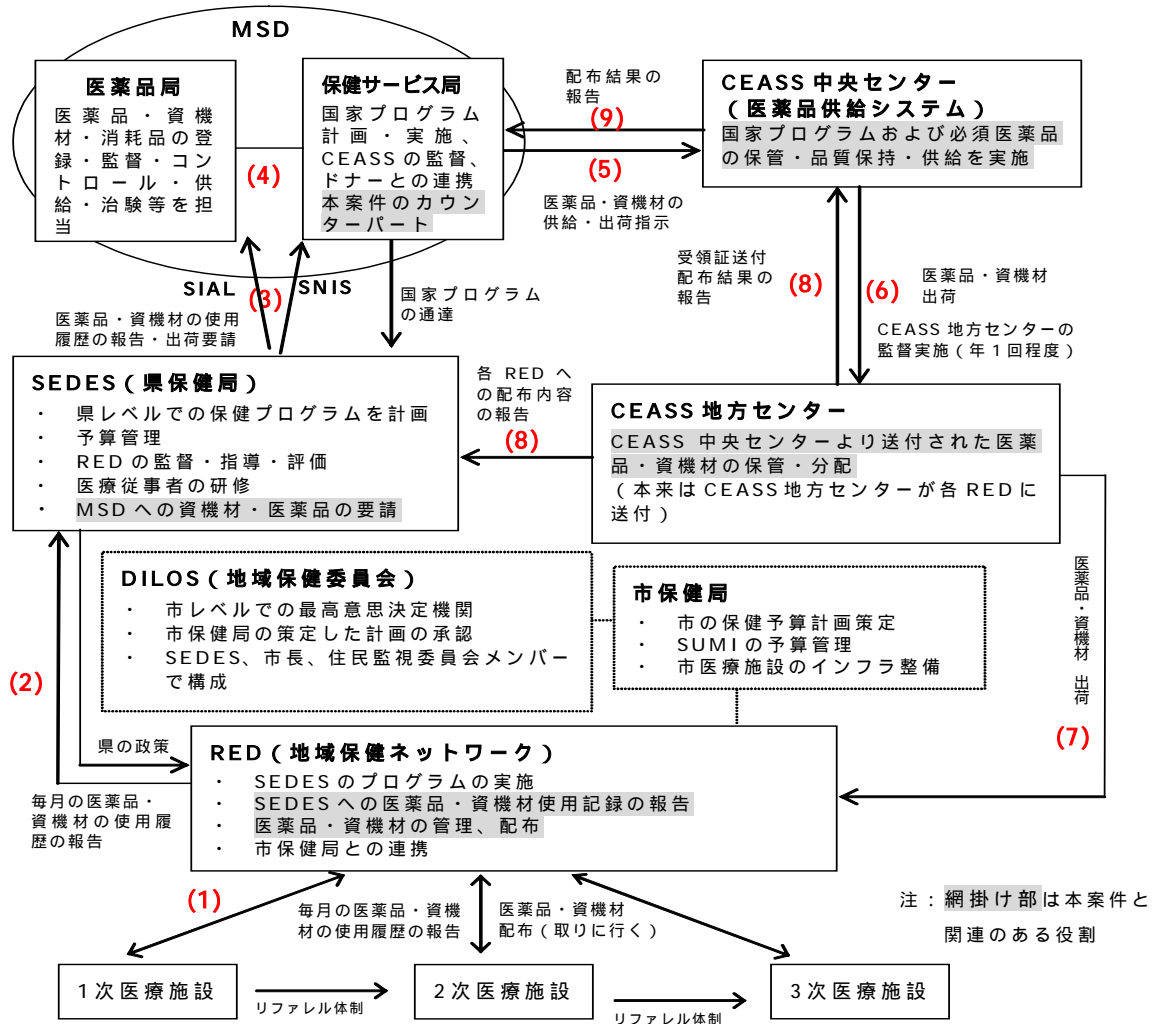 MSD
医薬品局
医薬品・資機
材・消耗品の登
録・監督・コン
トロール・供
給・治験等を担
当
(4)
保健サービス局
国家プログラム
計画・実施、
CEASSの監督、
ドナーとの連携
本案件のカウン
ターパート
配布結果の
報告
(9)
(5)
医薬品・資機材の
供給・出荷指示
CEASS 中央センター
(医薬品供給システム)
国家プログラムおよび必須医薬品
の保管・品質保持・供給を実施
SIAL
(3)
SNIS
医薬品・資機材の使用
履歴の報告・出荷要請
国家プログラム
の通達
受領証送付
配布結果の
報告
(8)
(6)
医薬品・資機材
出荷
CEASS 地方センターの
監督実施(年1回程度)
SEDES(県保健局)
・ 県レベルでの保健プログラムを計画
・ 予算管理
・ REDの監督・指導・評価
・ 医療従事者の研修
・ MSDへの資機材・医薬品の要請
各 RED へ
の配布内容
の報告
(8)
CEASS 地方センター
CEASS 中央センターより送付された医薬
品・資機材の保管・分配
(本来はCEASS地方センターが各REDに
送付)
DILOS(地域保健委員会)
・ 市レベルでの最高意思決定機関
・ 市保健局の策定した計画の承認
・ SEDES、市長、住民監視委員会メンバー
で構成
市保健局
・ 市の保健予算計画策定
・ SUMIの予算管理
・ 市医療施設のインフラ整備
医薬品・資機材 出荷
(7)
(2)
県の政策
毎月の医薬品・
資機材の使用履
歴の報告
RED(地域保健ネットワーク)
・ SEDESのプログラムの実施
・ SEDESへの医薬品・資機材使用記録の報告
・ 医薬品・資機材の管理、配布
・ 市保健局との連携
(1)
毎月の医薬品・資機
材の使用履歴の報告
医薬品・資機材
配布(取りに行く)
注:網掛け部は本案件と
関連のある役割
1次医療施設
リファレル体制
2次医療施設
リファレル体制
3次医療施設